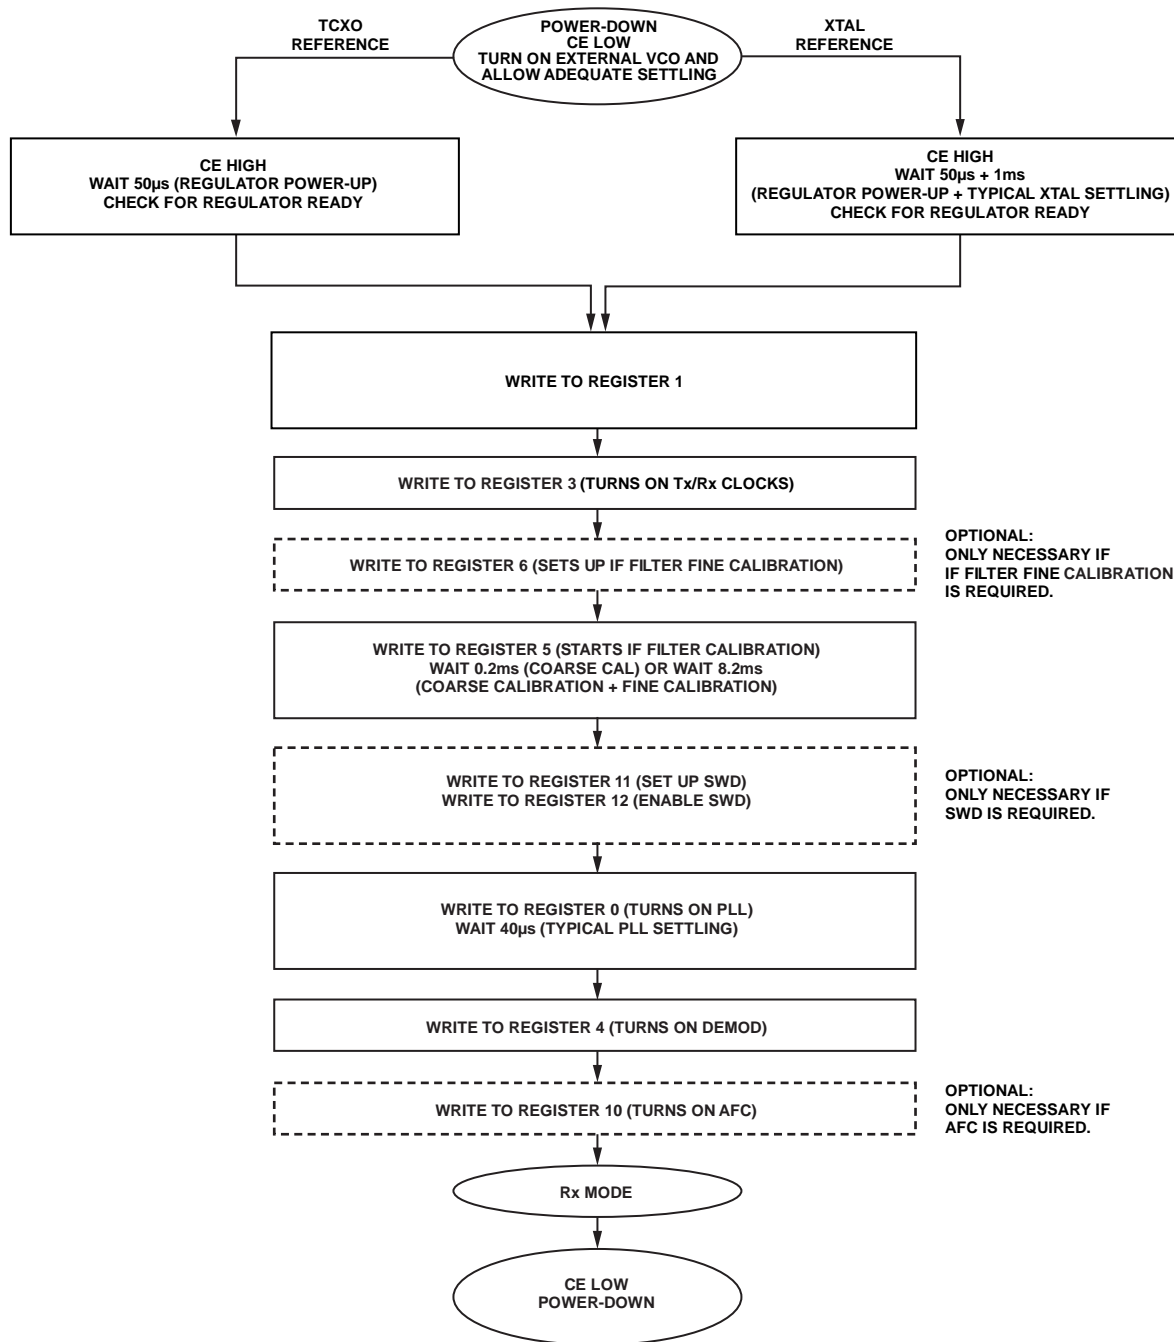 TCXO
REFERENCE
POWER-DOWN
CE LOW
TURN ON EXTERNAL VCO AND
ALLOW ADEQUATE SETTLING
XTAL
REFERENCE
CE HIGH
WAIT 50µs (REGULATOR POWER-UP)
CHECK FOR REGULATOR READY
CE HIGH
WAIT 50µs + 1ms
(REGULATOR POWER-UP + TYPICAL XTAL SETTLING)
CHECK FOR REGULATOR READY
WRITE TO REGISTER 1
WRITE TO REGISTER 3 (TURNS ON Tx/Rx CLOCKS)
WRITE TO REGISTER 6 (SETS UP IF FILTER FINE CALIBRATION)
OPTIONAL:
ONLY NECESSARY IF
IF FILTER FINE CALIBRATION
IS REQUIRED.
WRITE TO REGISTER 5 (STARTS IF FILTER CALIBRATION)
WAIT 0.2ms (COARSE CAL) OR WAIT 8.2ms
(COARSE CALIBRATION + FINE CALIBRATION)
WRITE TO REGISTER 11 (SET UP SWD)
WRITE TO REGISTER 12 (ENABLE SWD)
OPTIONAL:
ONLY NECESSARY IF
SWD IS REQUIRED.
WRITE TO REGISTER 0 (TURNS ON PLL)
WAIT 40µs (TYPICAL PLL SETTLING)
WRITE TO REGISTER 4 (TURNS ON DEMOD)
WRITE TO REGISTER 10 (TURNS ON AFC)
OPTIONAL:
ONLY NECESSARY IF
AFC IS REQUIRED.
Rx MODE
CE LOW
POWER-DOWN